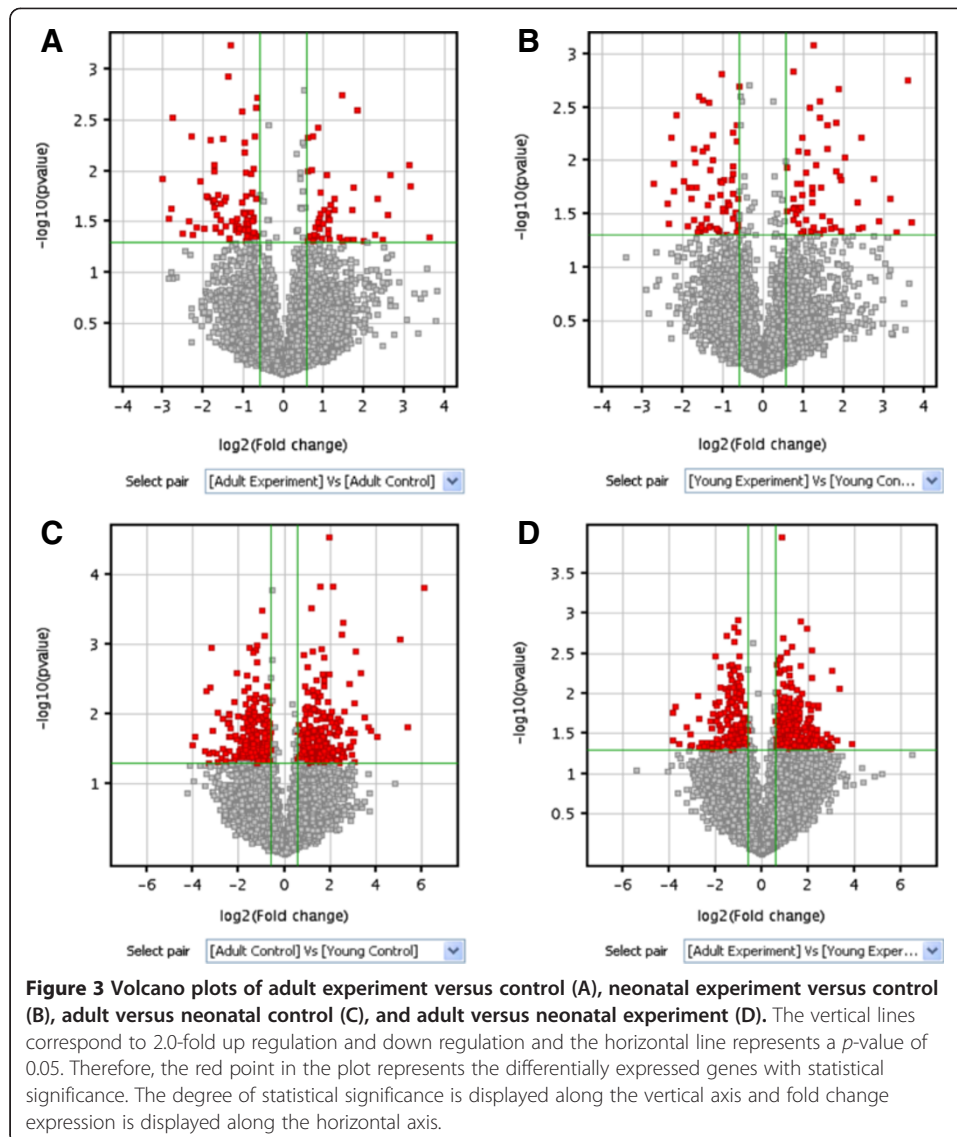 A
3
2.5
2
1.5
1
0.5
−log10(pvalue)
−4 −3 −2 −1 0 1 2 3 4
log2(Fold change)
Select pair [Adult Experiment] Vs [Adult Control]
B
3
2.5
2
1.5
1
0.5
−log10(pvalue)
−4 −3 −2 −1 0 1 2 3 4
log2(Fold change)
Select pair [Young Experiment] Vs [Young Con...
C
4
3
2
1
−log10(pvalue)
−6 −4 −2 0 2 4 6
log2(Fold change)
Select pair [Adult Control] Vs [Young Control]
D
3.5
3
2.5
2
1.5
1
0.5
−log10(pvalue)
−6 −4 −2 0 2 4 6
log2(Fold change)
Select pair [Adult Experiment] Vs [Young Exper...
Figure 3 Volcano plots of adult experiment versus control (A), neonatal experiment versus control
(B), adult versus neonatal control (C), and adult versus neonatal experiment (D). The vertical lines
correspond to 2.0-fold up regulation and down regulation and the horizontal line represents a p-value of
0.05. Therefore, the red point in the plot represents the differentially expressed genes with statistical
significance. The degree of statistical significance is displayed along the vertical axis and fold change
expression is displayed along the horizontal axis.